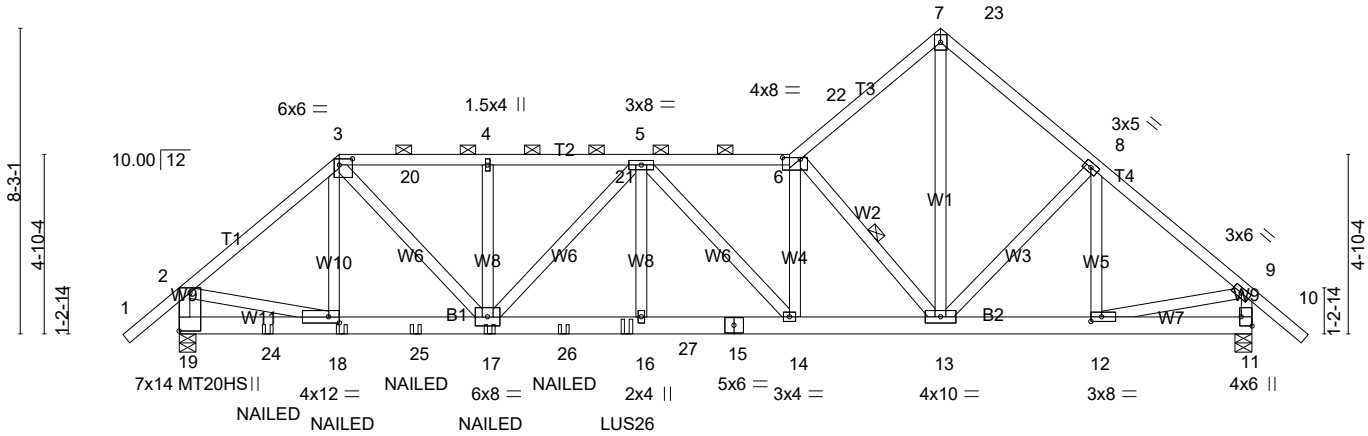 7 23
4x8 = 22 T3
6x6 = 1.5x4 || 3x8 =
3x5 \\
3 4 5 8
10.00 12
T2
20 21 6 T4
8-3-1
4-10-4
4-10-4
W1
W2
T1
3x6 \\
W6 W6 W3
W10 W8 W8 W4 W5
2 9
1 W9 W9 10
1-2-14 1-2-14
W11 B1 B2 W7
19 24 18 25 17 26 16 27 15 14 13 12 11
7x14 MT20HS || 4x12 = NAILED 6x8 = NAILED 2x4 || 5x6 = 3x4 = 4x10 = 3x8 = 4x6 ||
NAILED
NAILED NAILED LUS26
W6